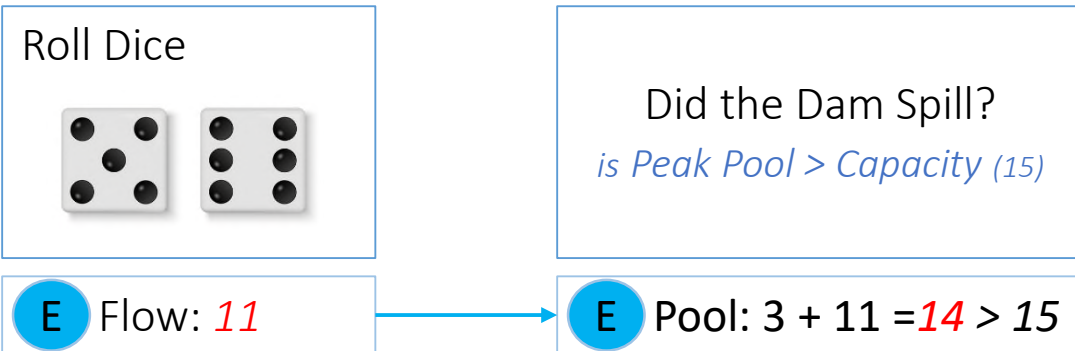 Roll Dice
Did the Dam Spill?
is Peak Pool > Capacity (15)
E Flow: 11
E Pool: 3 + 11 =14 > 15